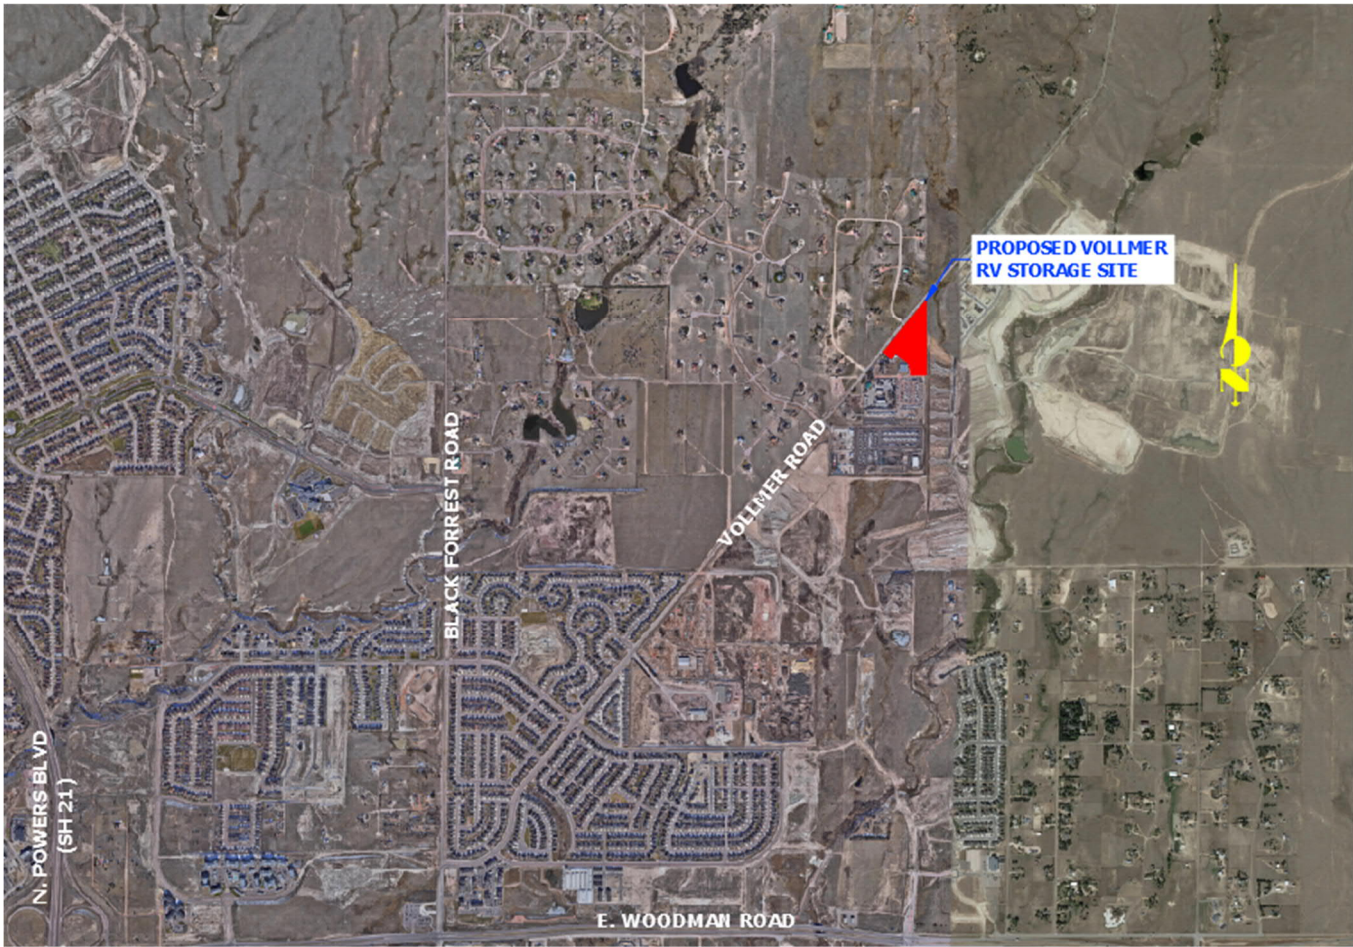 PROPOSED VOLLMER
RV STORAGE SITE
N
BLACK FORREST ROAD
VOLLMER ROAD
N. POWERS BLVD
(SH 21)
E. WOODMAN ROAD